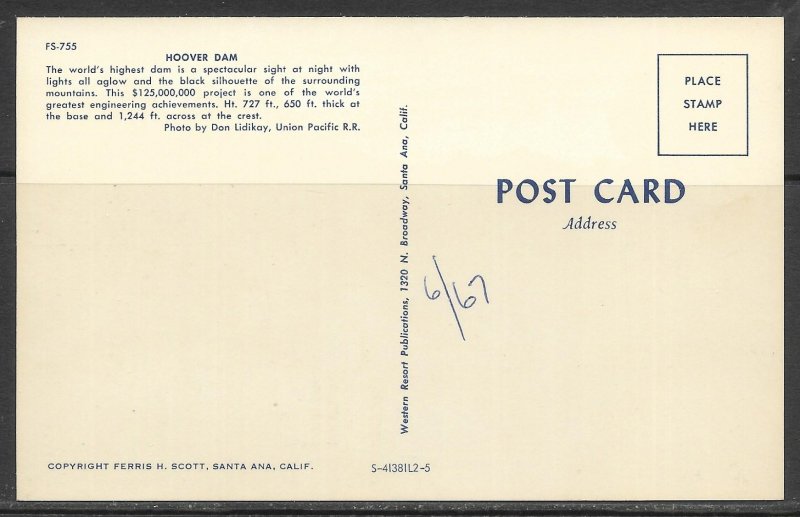 FS-755
HOOVER DAM
The world's highest dam is a spectacular sight at night with
lights all aglow and the black silhouette of the surrounding
mountains. This $125,000,000 project is one of the world's
greatest engineering achievements. Ht. 727 ft., 650 ft. thick at
the base and 1,244 ft. across at the crest.
Photo by Don Lidikay, Union Pacific R.R.
PLACE
STAMP
HERE
POST CARD
Address
Western Resort Publications, 1320 N. Broadway, Santa Ana, Calif.
6/67
COPYRIGHT FERRIS H. SCOTT, SANTA ANA, CALIF.
S-41381L2-5